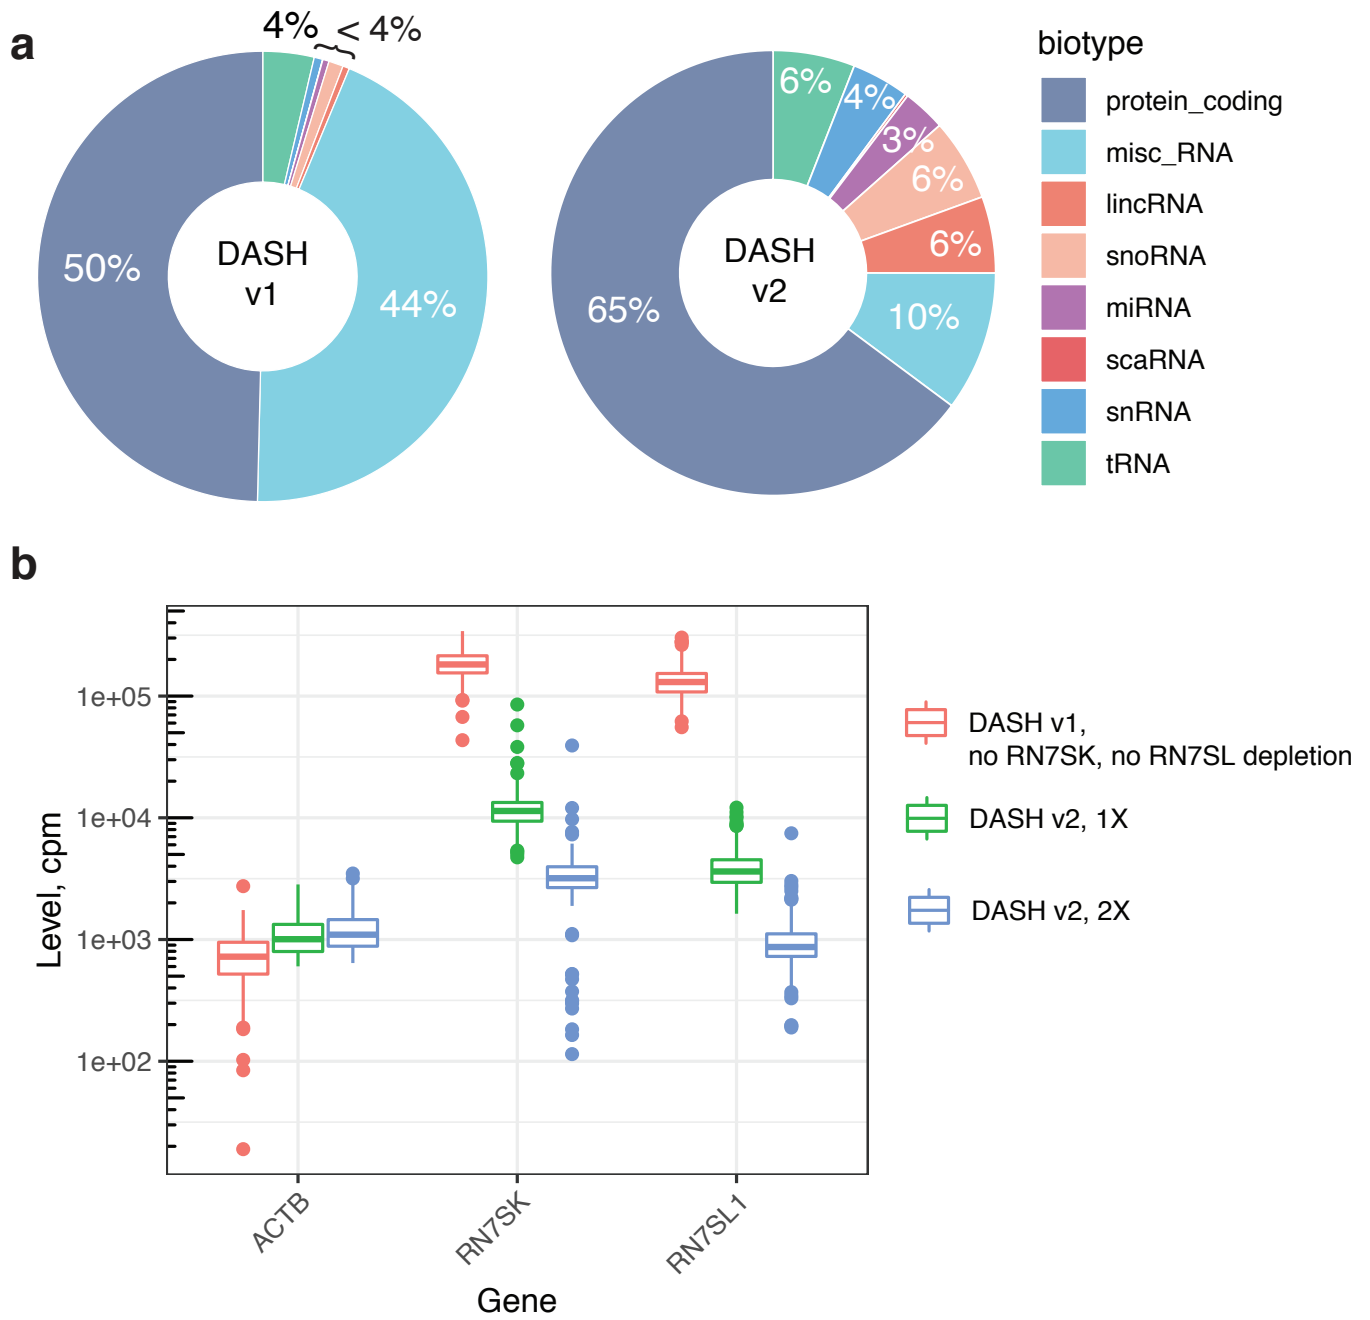 a
4%
< 4%
50%
44%
DASH
v1
6%
4%
3%
6%
6%
10%
65%
DASH
v2
biotype
protein_coding
misc_RNA
lincRNA
snoRNA
miRNA
scaRNA
snRNA
tRNA
b
Level, cpm
1e+05
1e+04
1e+03
1e+02
ACTB
RN7SK
RN7SL1
Gene
DASH v1,
no RN7SK, no RN7SL depletion
DASH v2, 1X
DASH v2, 2X